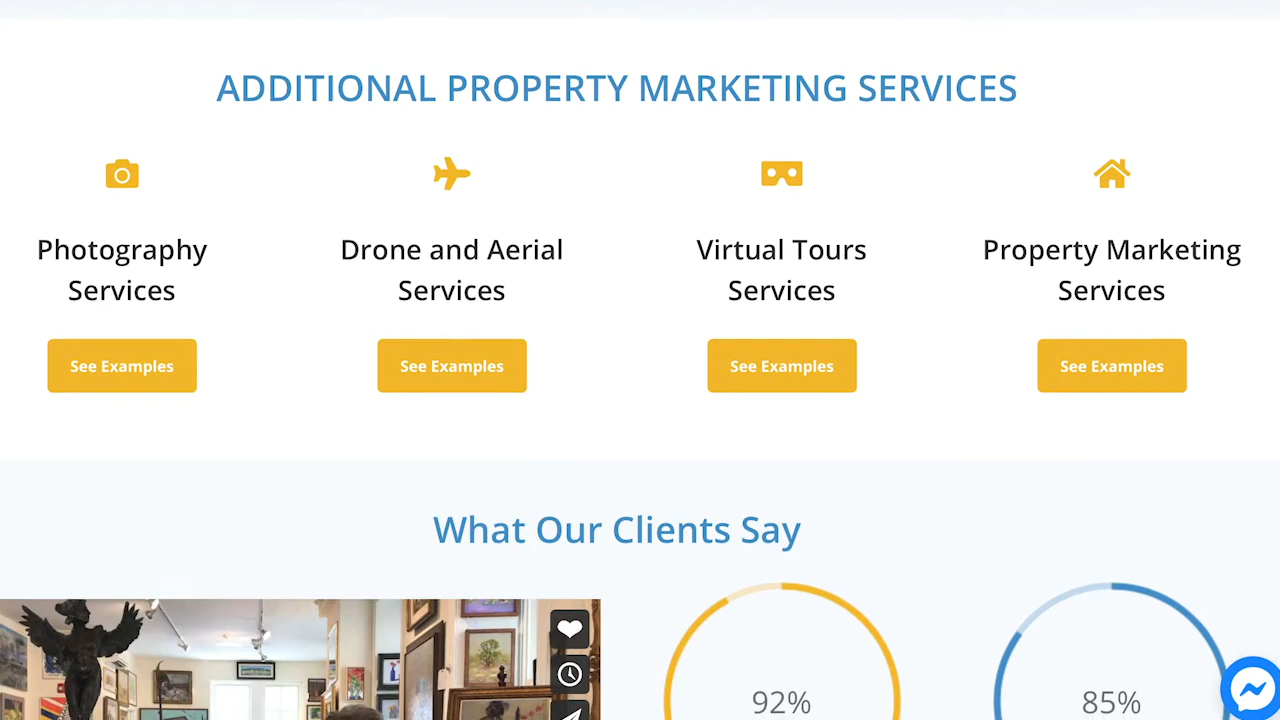 ADDITIONAL PROPERTY MARKETING SERVICES
Photography
Services
Drone and Aerial
Services
Virtual Tours
Services
Property Marketing
Services
See Examples
See Examples
See Examples
See Examples
What Our Clients Say
92%
85%